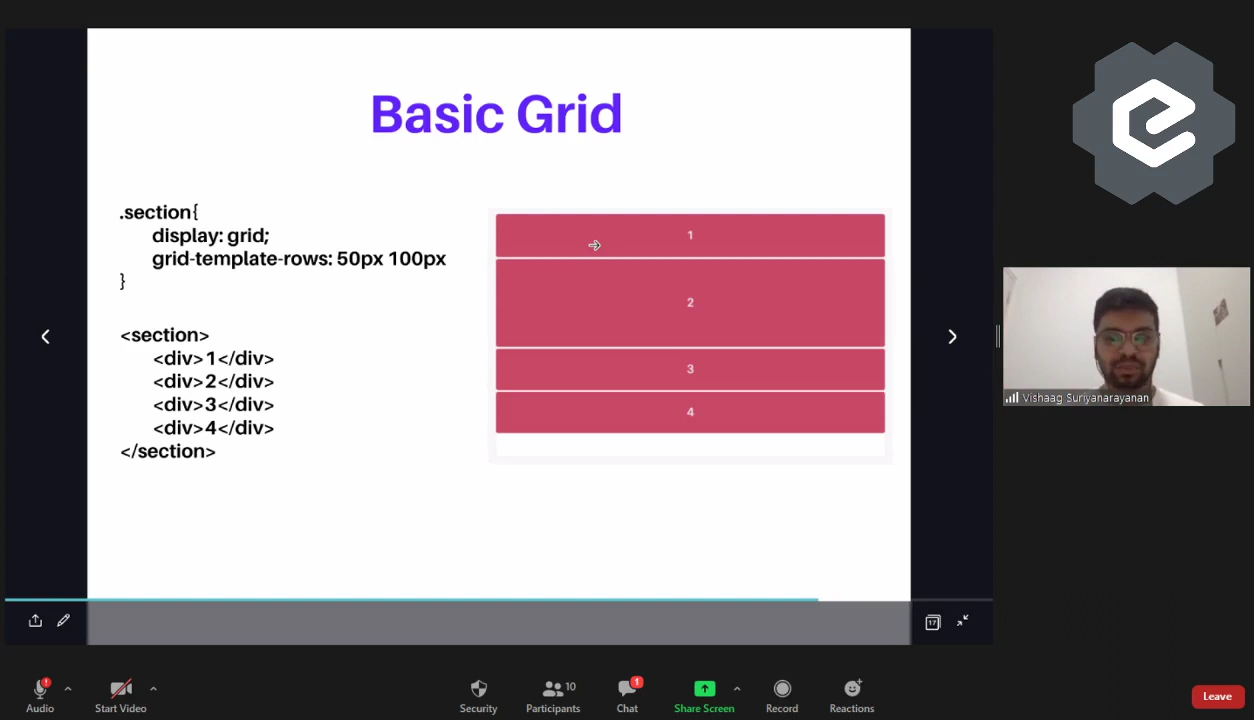 Basic Grid
.section{
display: grid;
grid-template-rows: 50px 100px
}
<section>
<div>1</div>
<div>2</div>
<div>3</div>
<div>4</div>
</section>
1
2
3
4
Vishaag Suriyanarayanan
17
Audio
Start Video
Security
10
Participants
1
Chat
Share Screen
Record
Reactions
Leave